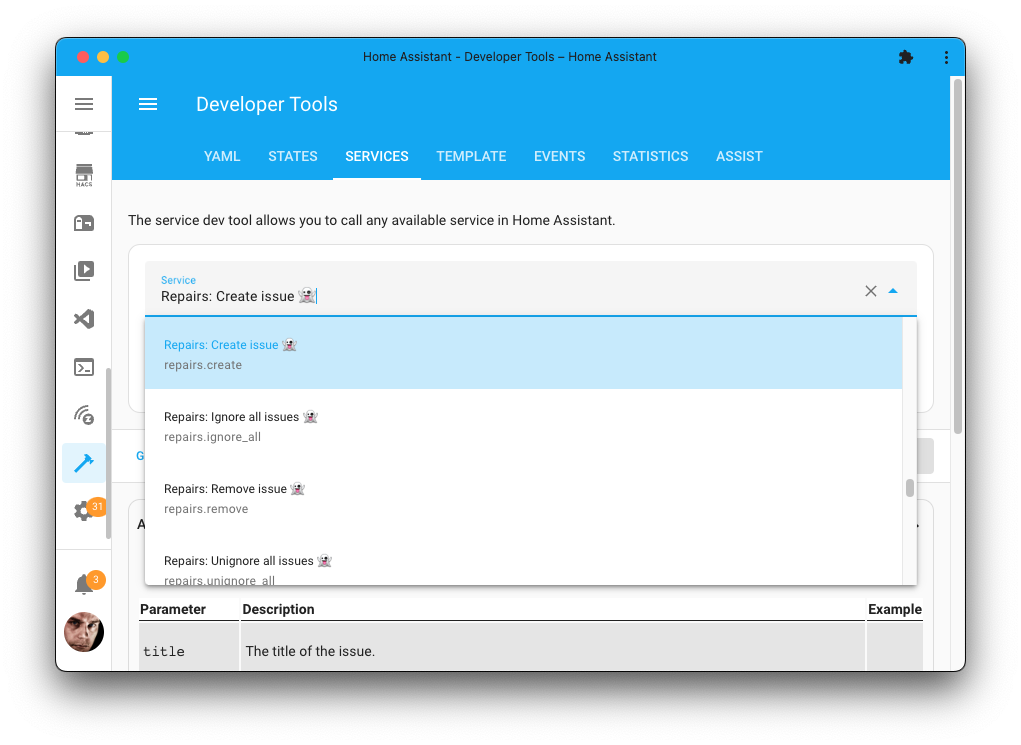 Home Assistant - Developer Tools – Home Assistant
Developer Tools
YAML STATES SERVICES TEMPLATE EVENTS STATISTICS ASSIST
HACS
The service dev tool allows you to call any available service in Home Assistant.
Service
Repairs: Create issue 👻
Repairs: Create issue 👻
repairs.create
Repairs: Ignore all issues 👻
repairs.ignore_all
G
Repairs: Remove issue 👻
repairs.remove
31
A
Repairs: Unignore all issues 👻
repairs.unignore_all
3
Parameter Description Example
title The title of the issue.